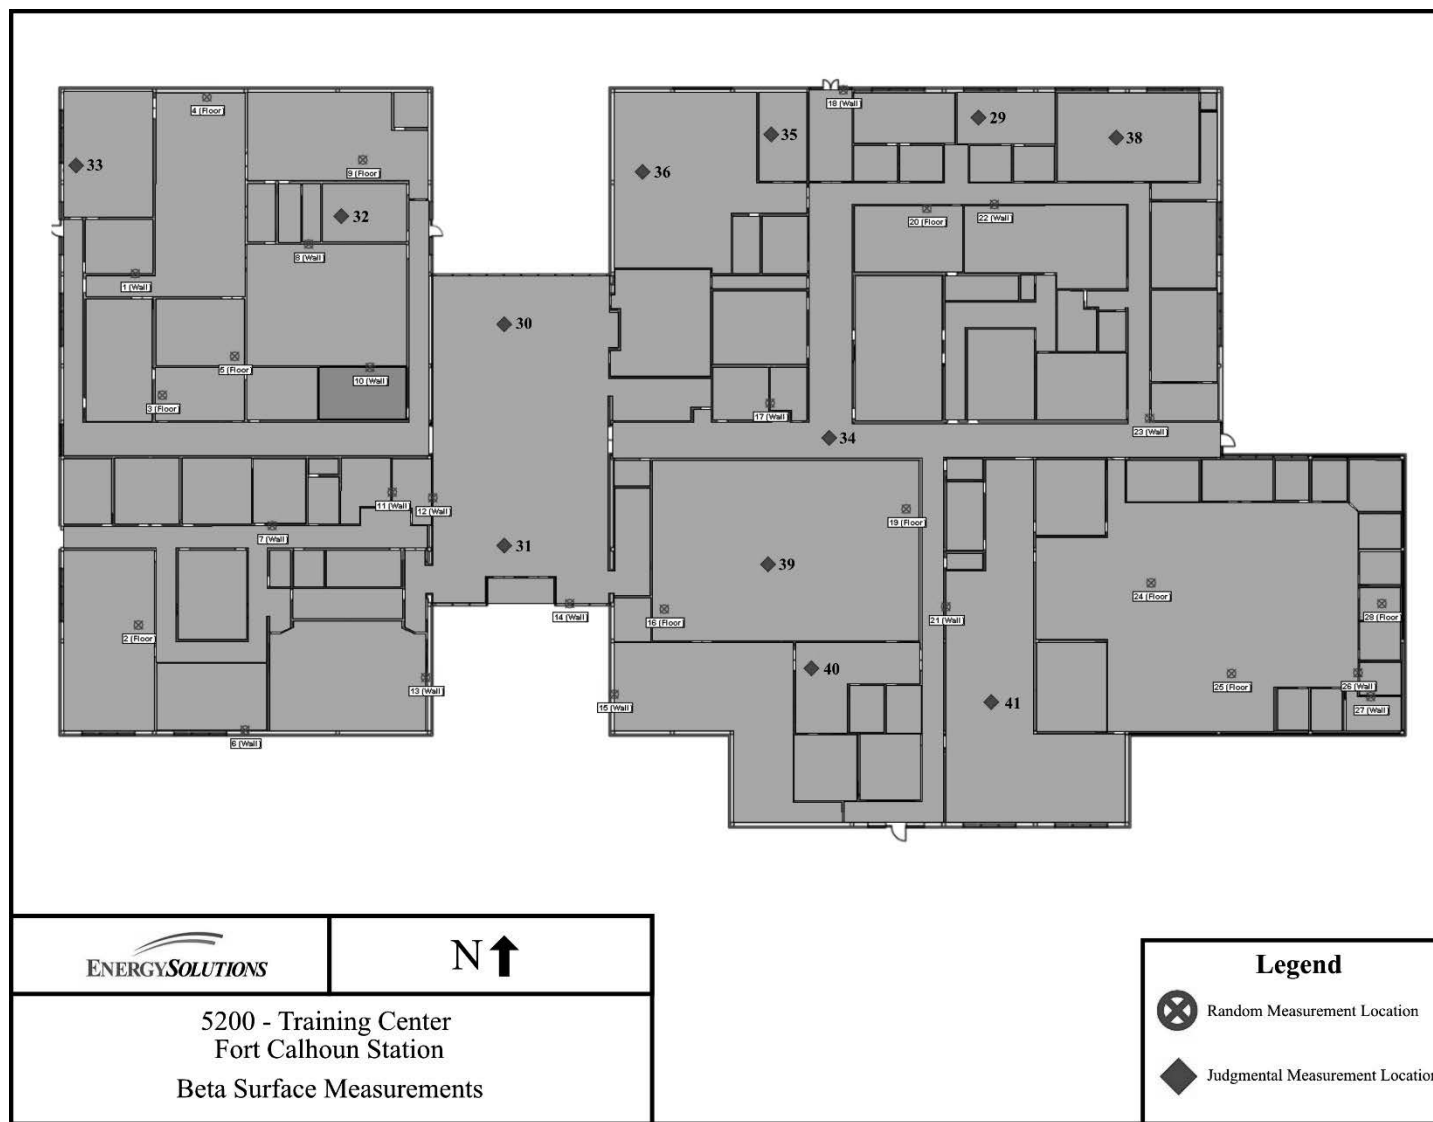 4 (Floor)
18 (Wall)
29
35
38
33
9 (Floor)
36
32
20 (Floor)
22 (Wall)
8 (Wall)
1 (Wall)
30
5 (Floor)
10 (Wall)
3 (Floor)
17 (Wall)
23 (Wall)
34
11 (Wall)
12 (Wall)
19 (Floor)
7 (Wall)
31
39
24 (Floor)
14 (Wall)
16 (Floor)
21 (Wall)
28 (Floor)
2 (Floor)
40
13 (Wall)
25 (Floor)
26 (Wall)
15 (Wall)
41
27 (Wall)
6 (Wall)
ENERGYSOLUTIONS
N
5200 - Training Center
Fort Calhoun Station
Beta Surface Measurements
Legend
Random Measurement Location
Judgmental Measurement Location